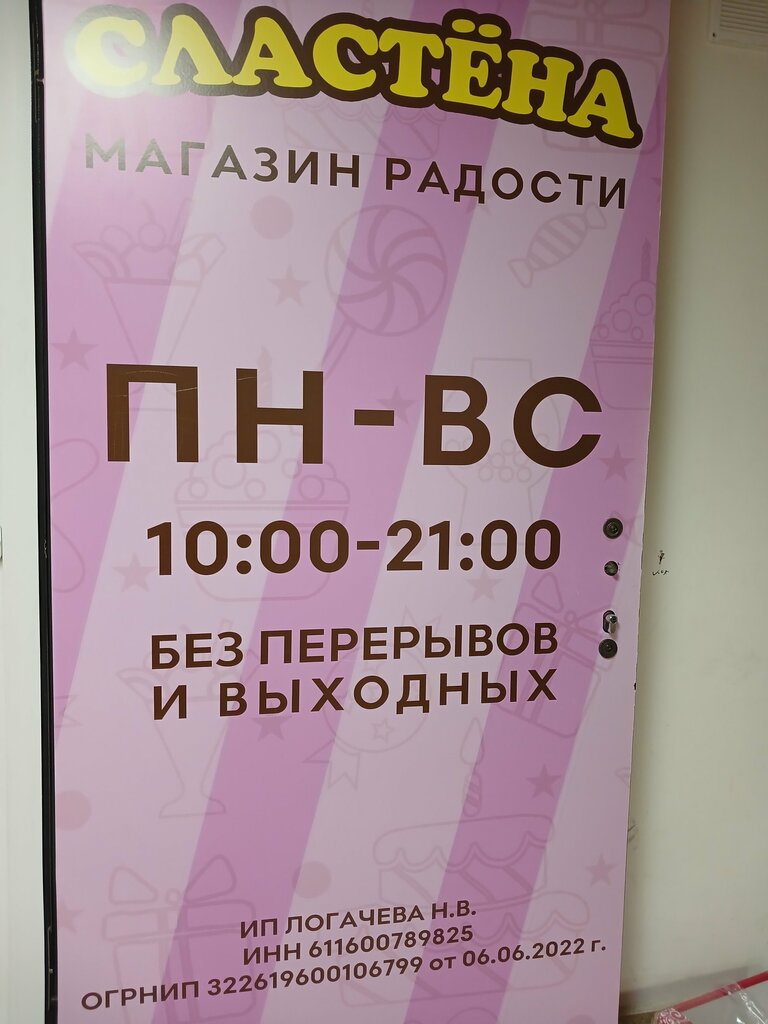 СЛАСТЁНА
МАГАЗИН РАДОСТИ
ПН-ВС
10:00-21:00
БЕЗ ПЕРЕРЫВОВ
И ВЫХОДНЫХ
ИП ЛОГАЧЕВА Н.В.
ИНН 611600789825
ОГРНИП 322619600106799 от 06.06.2022 г.